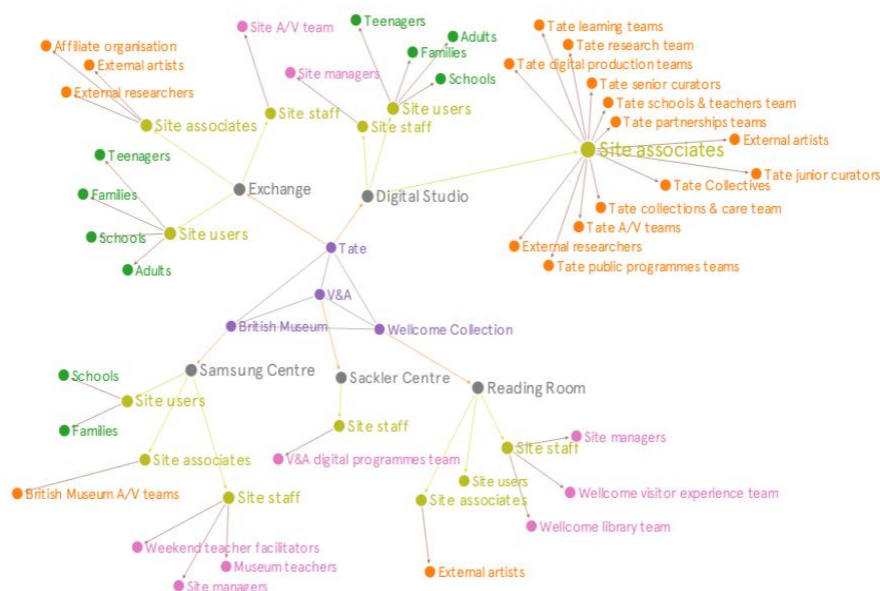 Teenagers
Site A/V team
Adults
Families
Schools
Site managers
Site users
Site staff
Site staff
Affiliate organisation
External artists
External researchers
Site associates
Tate learning teams
Tate research team
Tate digital production teams
Tate senior curators
Tate schools & teachers team
Tate partnerships teams
External artists
Site associates
Tate junior curators
Tate Collectives
Tate collections & care team
Tate A/V teams
External researchers
Tate public programmes teams
Teenagers
Families
Schools
Adults
Site users
Exchange
Digital Studio
Tate
V&A
British Museum
Wellcome Collection
Samsung Centre
Sackler Centre
Reading Room
Schools
Site users
Families
Site staff
Site associates
V&A digital programmes team
British Museum A/V teams
Site staff
Weekend teacher facilitators
Museum teachers
Site managers
Site managers
Site staff
Site users
Site associates
Wellcome visitor experience team
Wellcome library team
External artists